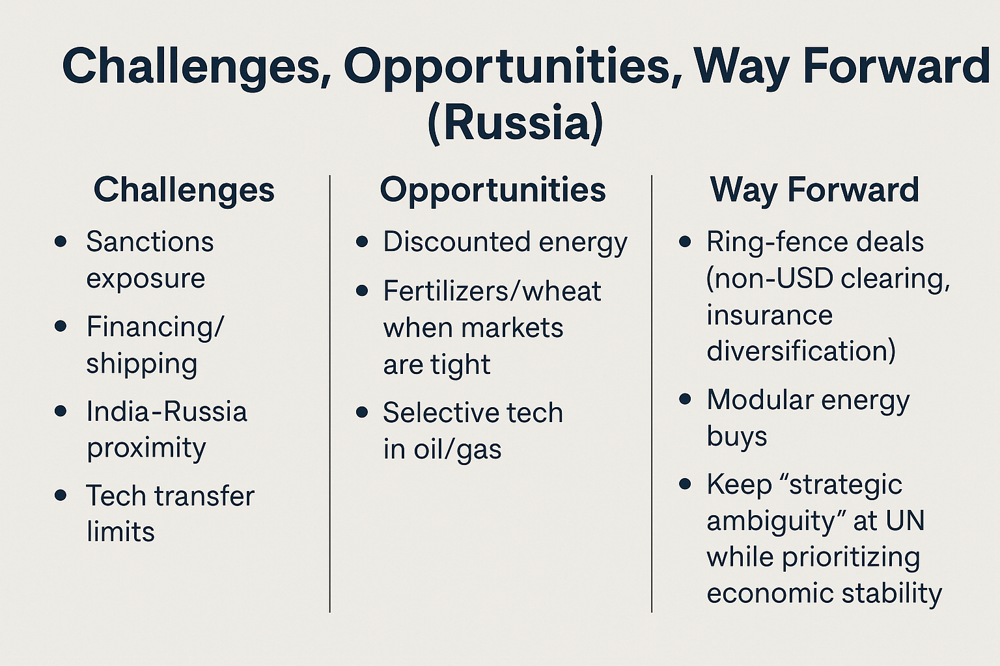 Challenges, Opportunities, Way Forward
(Russia)
Challenges
• Sanctions
exposure
• Financing/
shipping
• India-Russia
proximity
• Tech transfer
limits
Opportunities
• Discounted energy
• Fertilizers/wheat
when markets
are tight
• Selective tech
in oil/gas
Way Forward
• Ring-fence deals
(non-USD clearing,
insurance
diversification)
• Modular energy
buys
• Keep “strategic
ambiguity” at UN
while prioritizing
economic stability